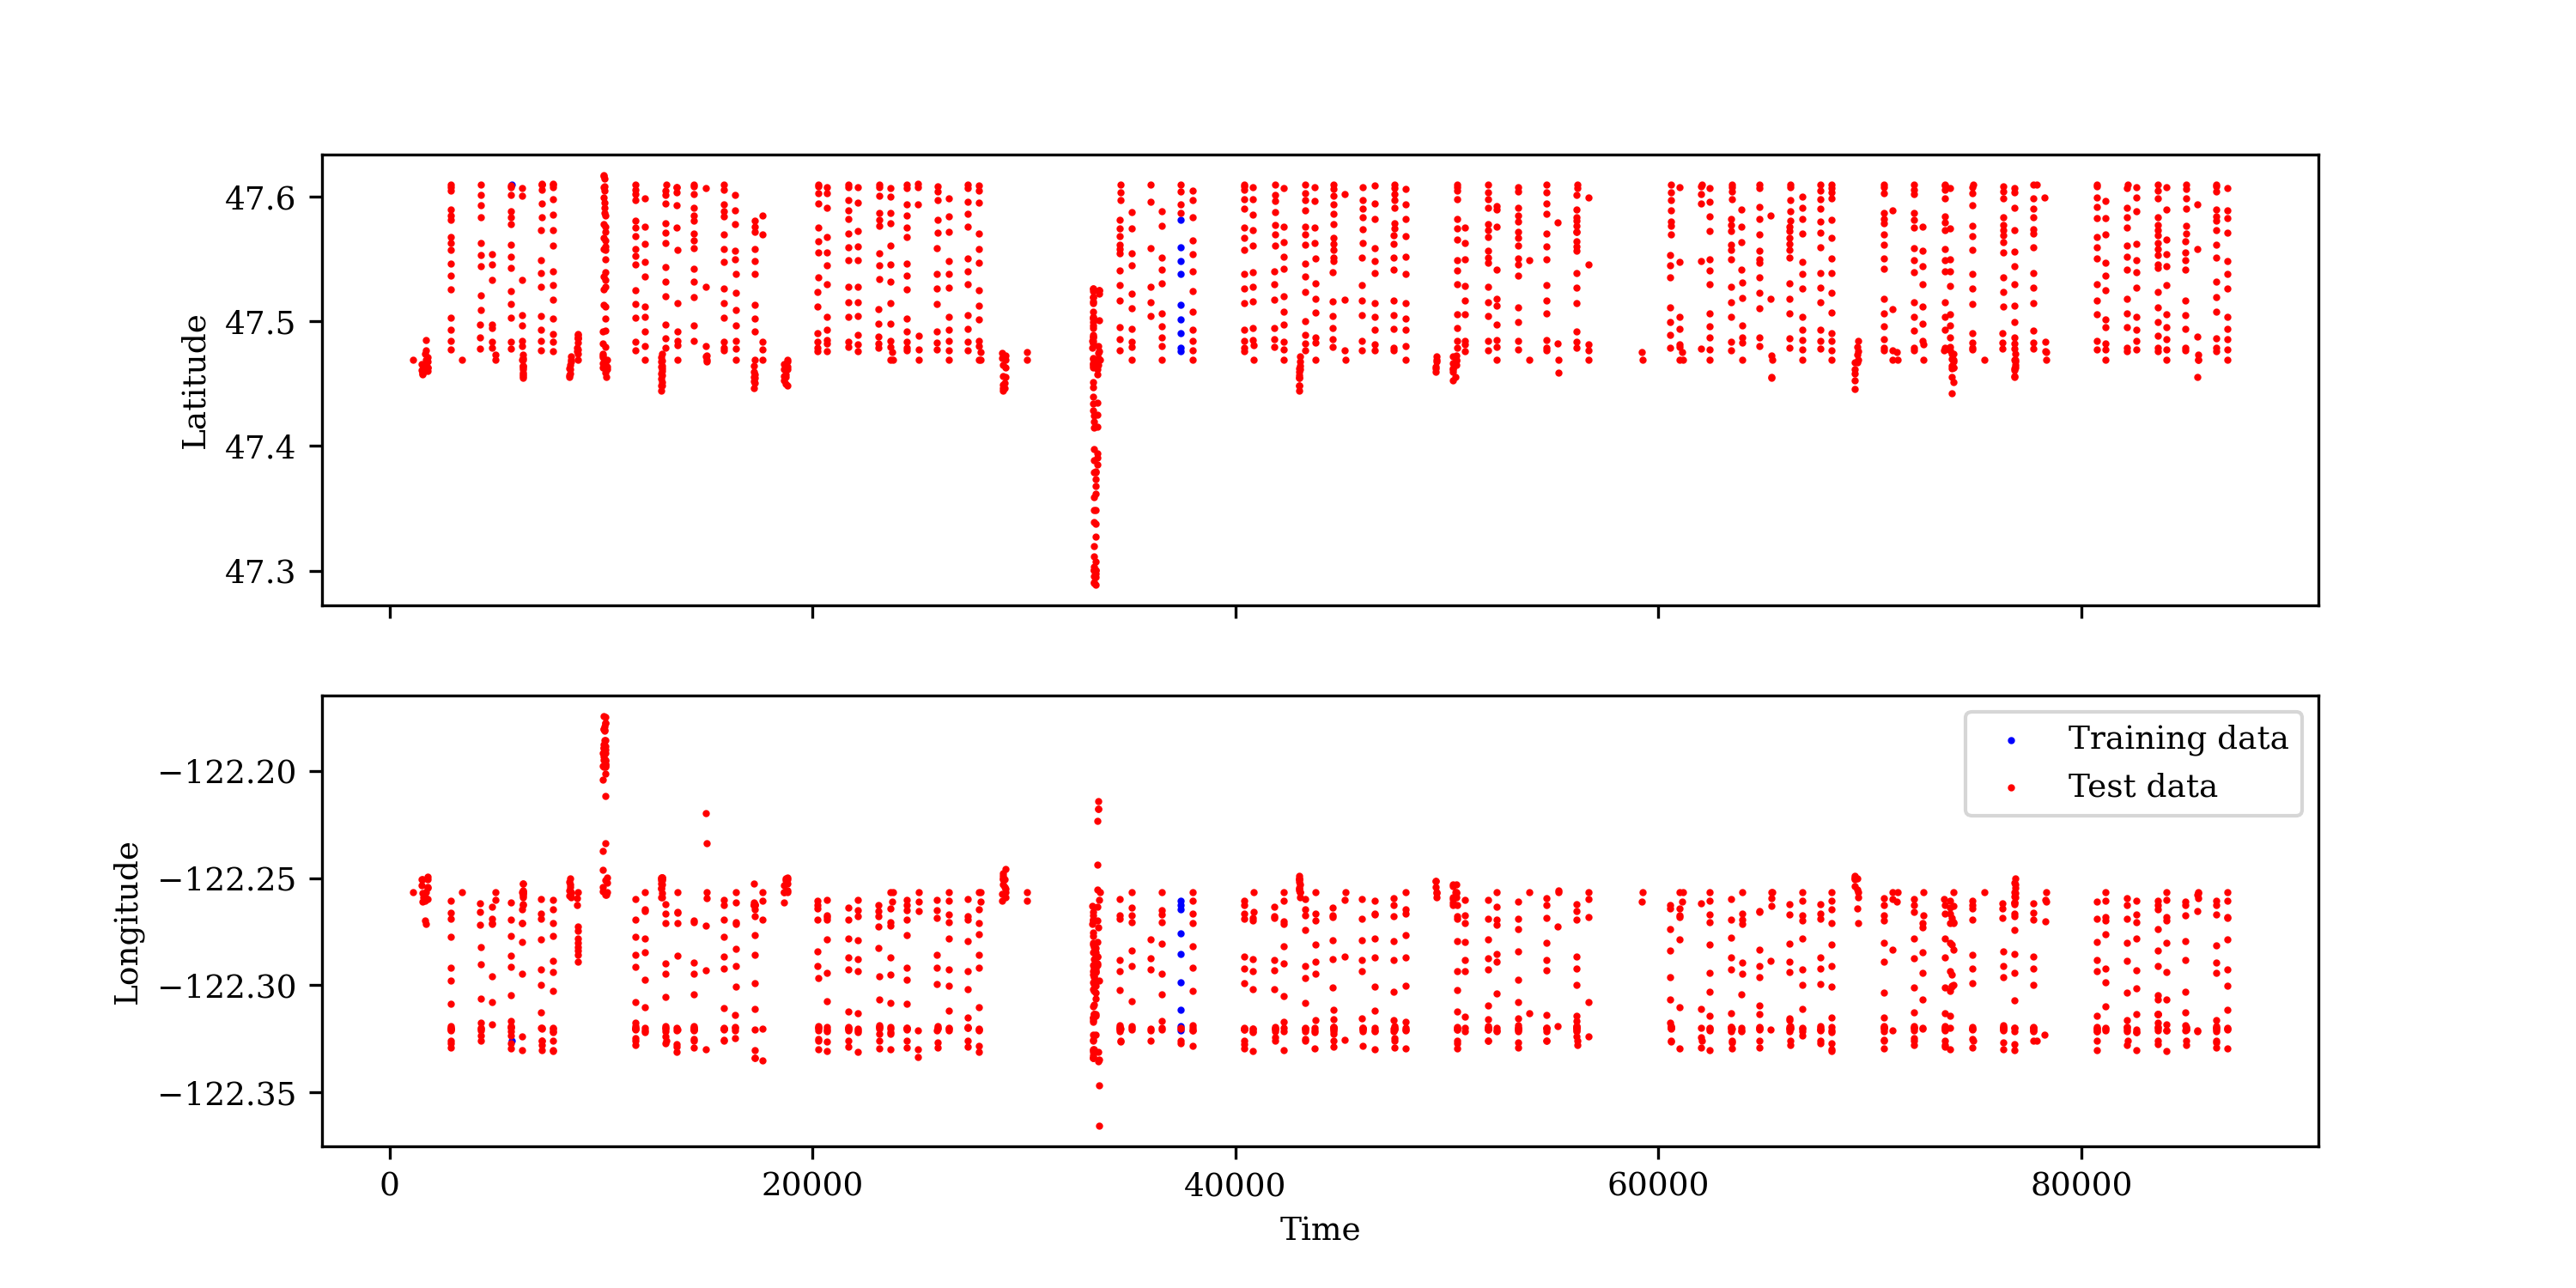 47.6
47.5
47.4
47.3
Latitude
−122.20
−122.25
−122.30
−122.35
Longitude
Training data
Test data
0 20000 40000 60000 80000
Time